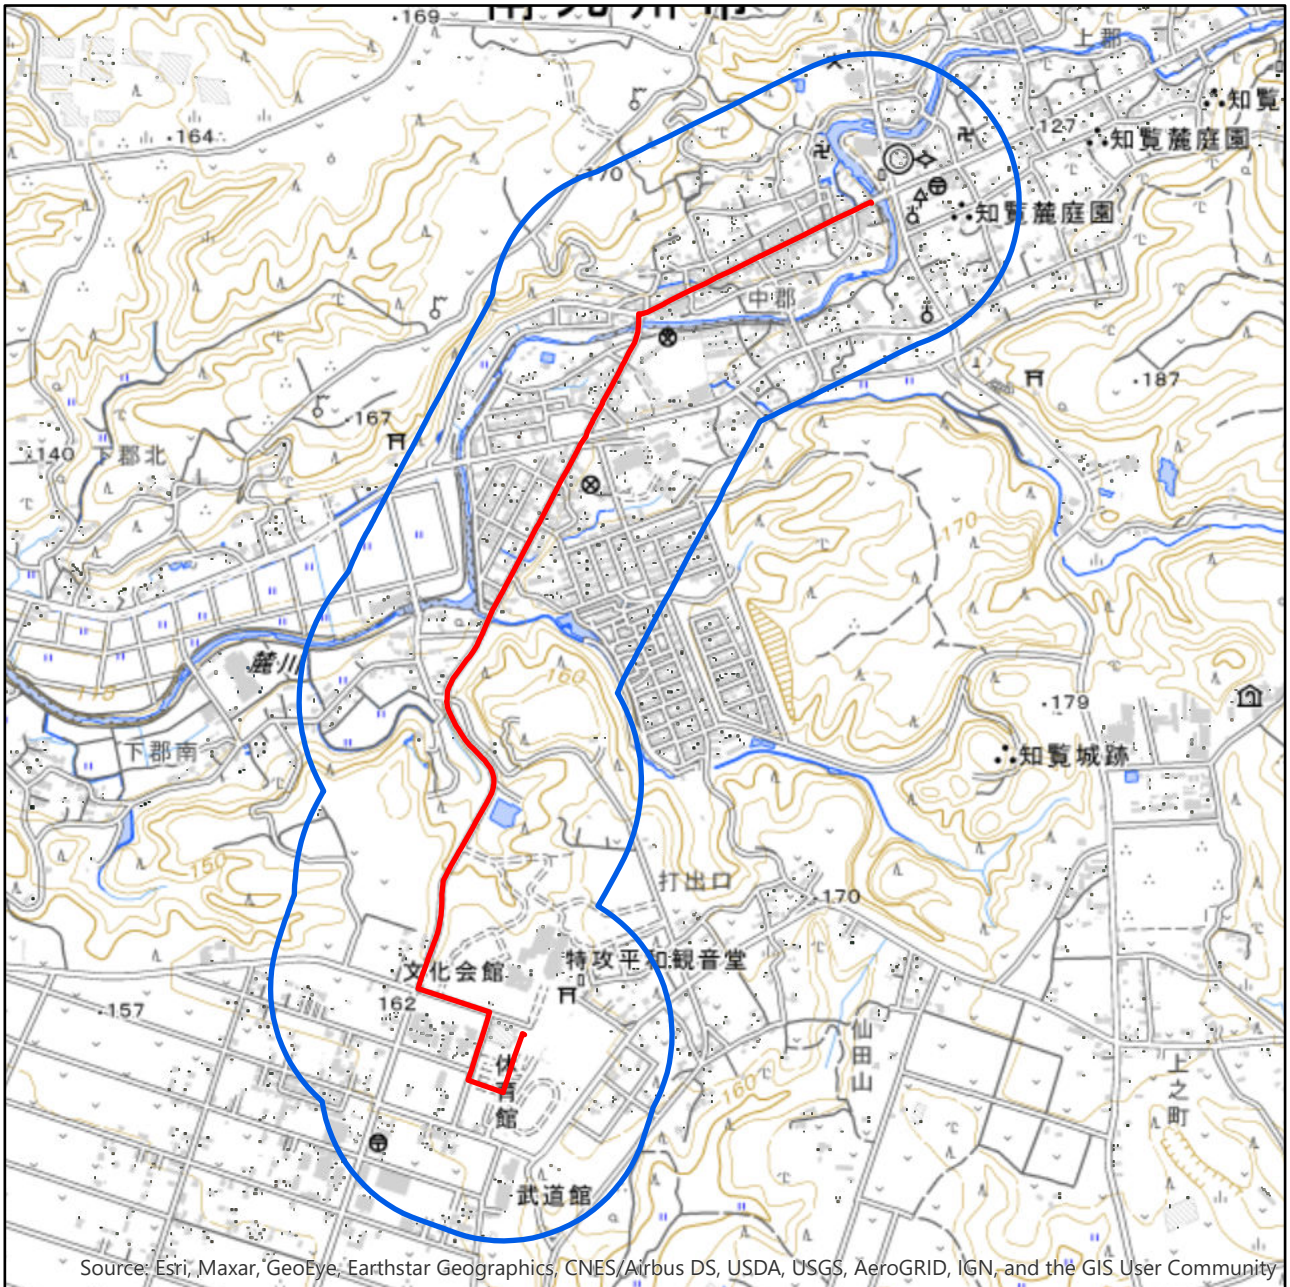 南九州市
169
上郡
知覧
127
知覧麓庭園
164
170
知覧麓庭園
中郡
187
167
140
下郡北
170
麓川
160
110
179
下郡南
知覧城跡
150
打出口
170
特攻平和観音堂
文化会館
162
157
仙田山
体育館
160
上之町
武道館
Source: Esri, Maxar, GeoEye, Earthstar Geographics, CNES/Airbus DS, USDA, USGS, AeroGRID, IGN, and the GIS User Community